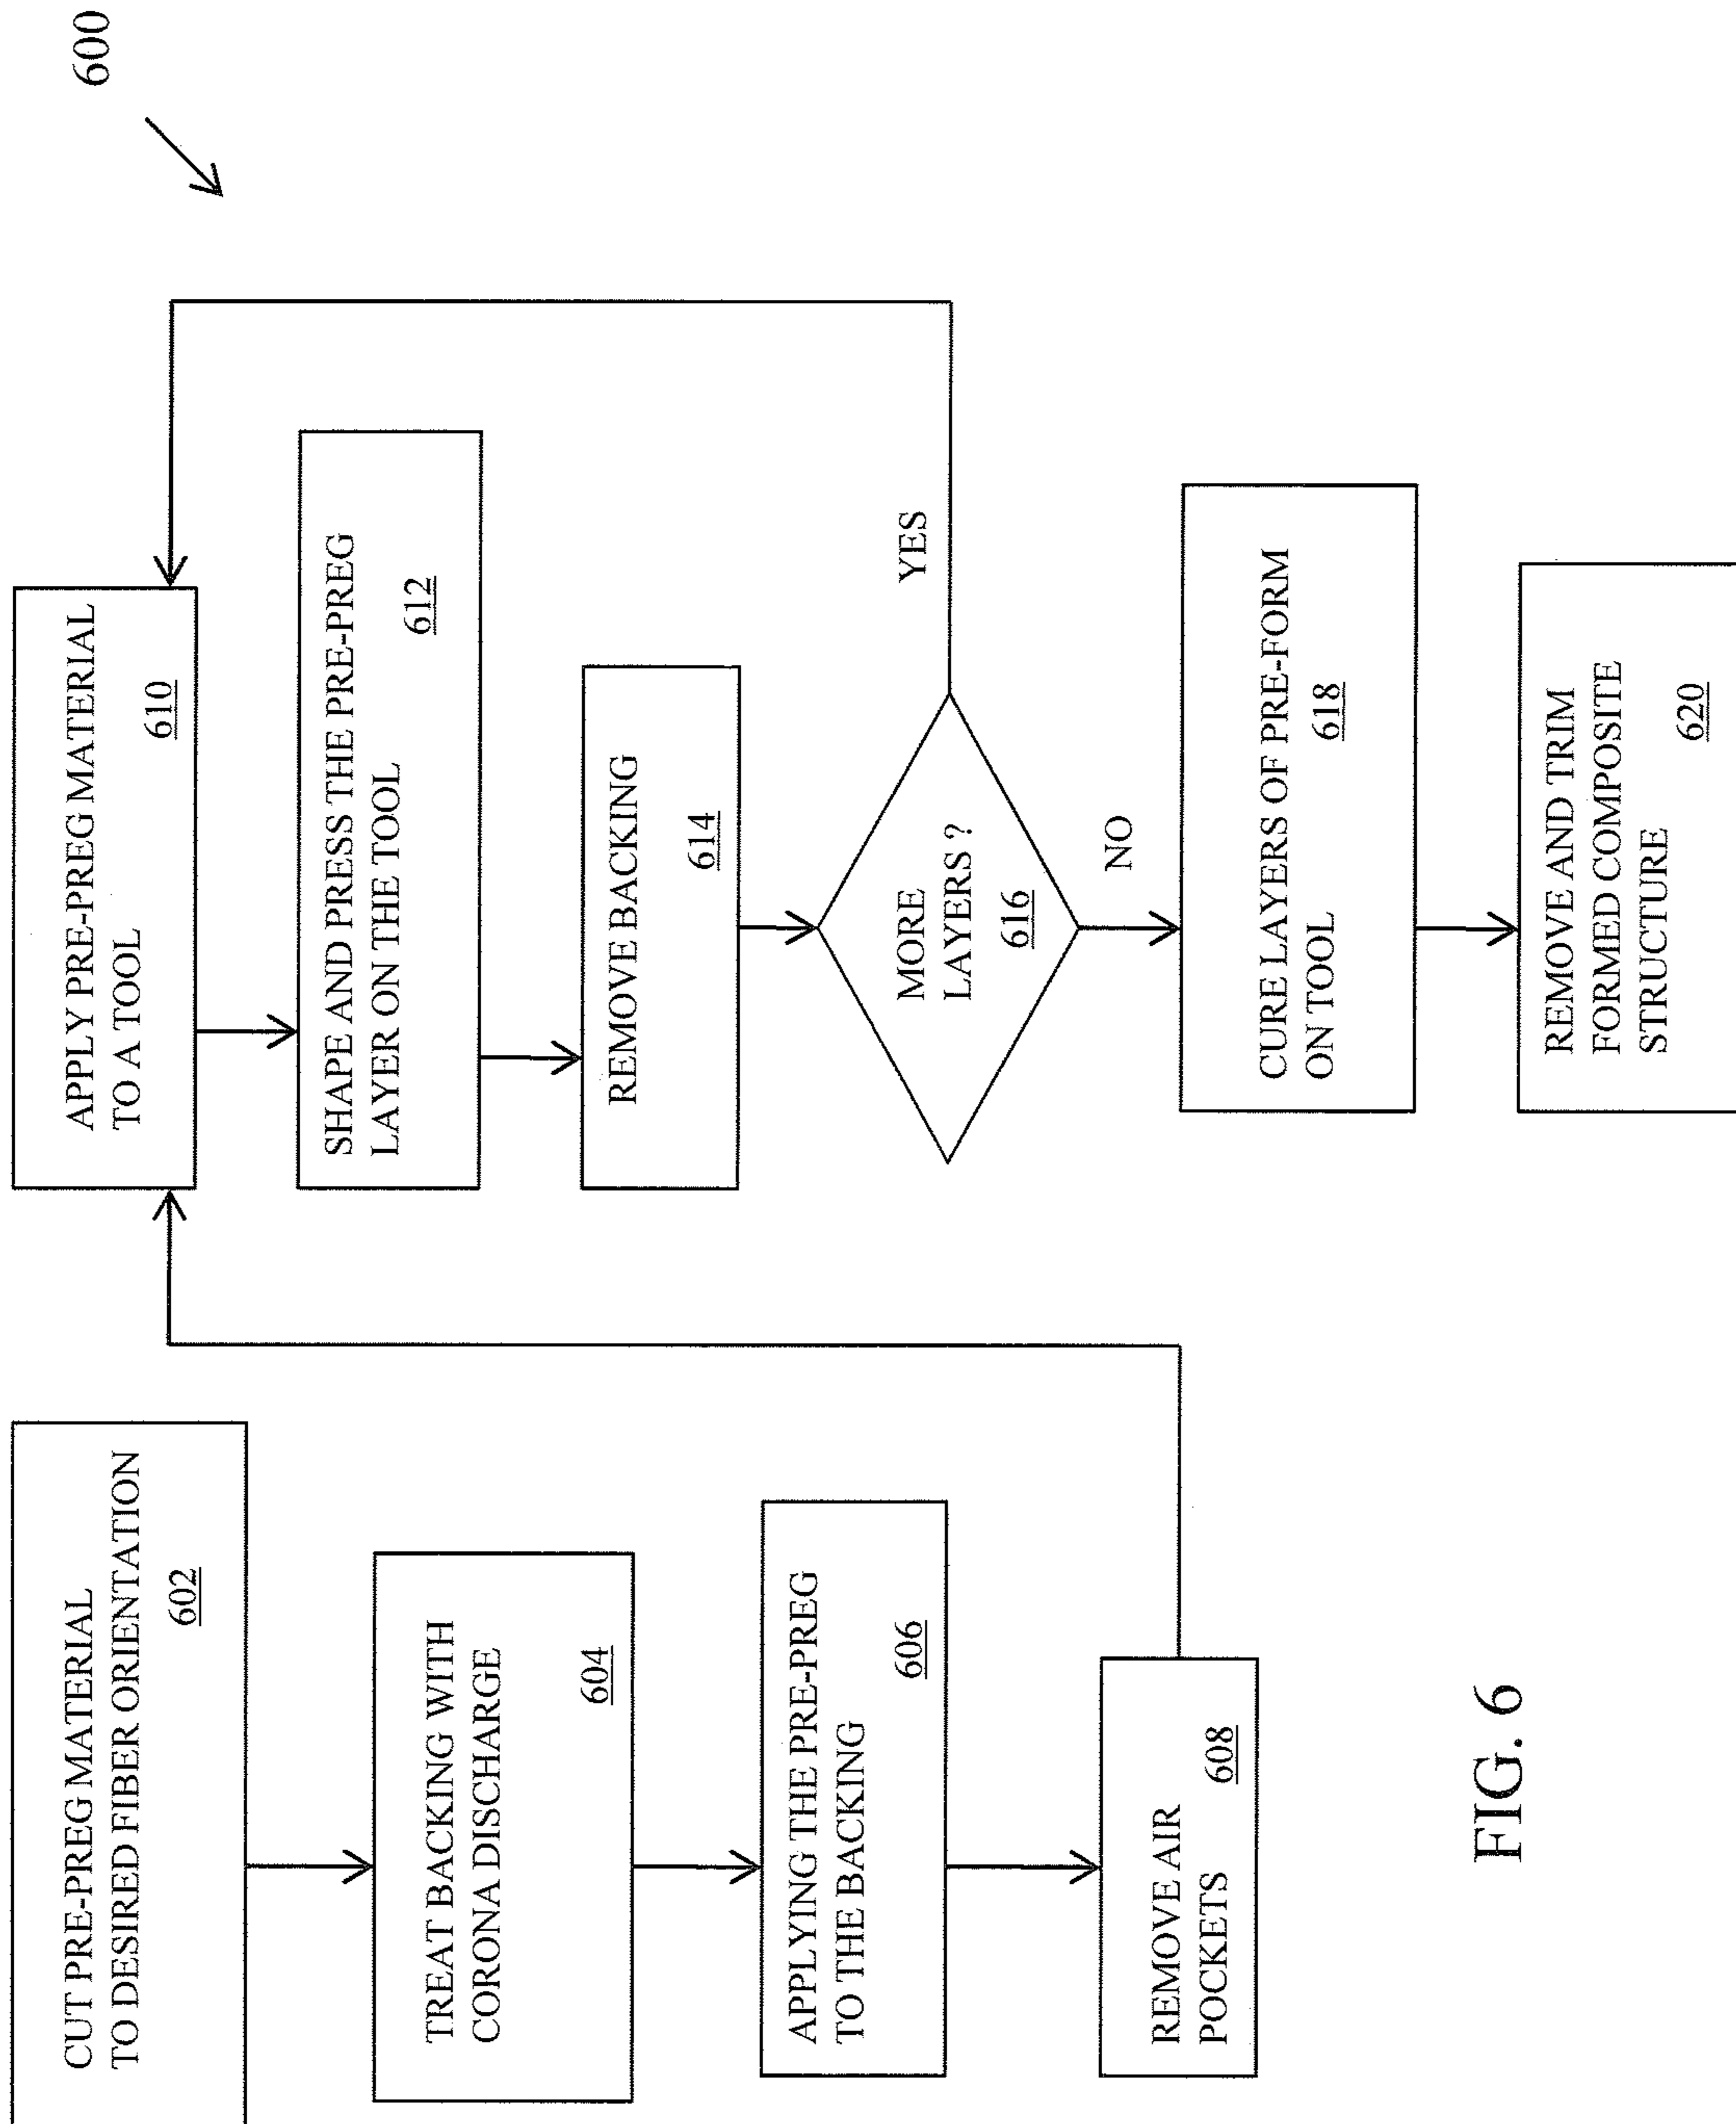 600
CUT PRE-PREG MATERIAL
TO DESIRED FIBER ORIENTATION
602
TREAT BACKING WITH
CORONA DISCHARGE
604
APPLYING THE PRE-PREG
TO THE BACKING
606
REMOVE AIR
POCKETS
608
APPLY PRE-PREG MATERIAL
TO A TOOL
610
SHAPE AND PRESS THE PRE-PREG
LAYER ON THE TOOL
612
REMOVE BACKING
614
MORE
LAYERS ?
616
YES
NO
CURE LAYERS OF PRE-FORM
ON TOOL
618
REMOVE AND TRIM
FORMED COMPOSITE
STRUCTURE
620
FIG. 6